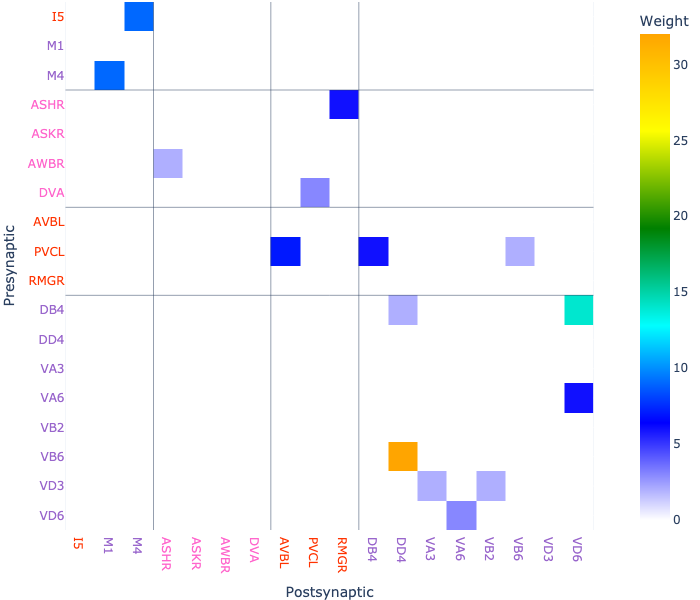 Weight
I5
M1
M4
ASHR
ASKR
AWBR
DVA
AVBL
PVCL
RMGR
DB4
DD4
VA3
VA6
VB2
VB6
VD3
VD6
Presynaptic
I5
M1
M4
ASHR
ASKR
AWBR
DVA
AVBL
PVCL
RMGR
DB4
DD4
VA3
VA6
VB2
VB6
VD3
VD6
Postsynaptic
30
25
20
15
10
5
0